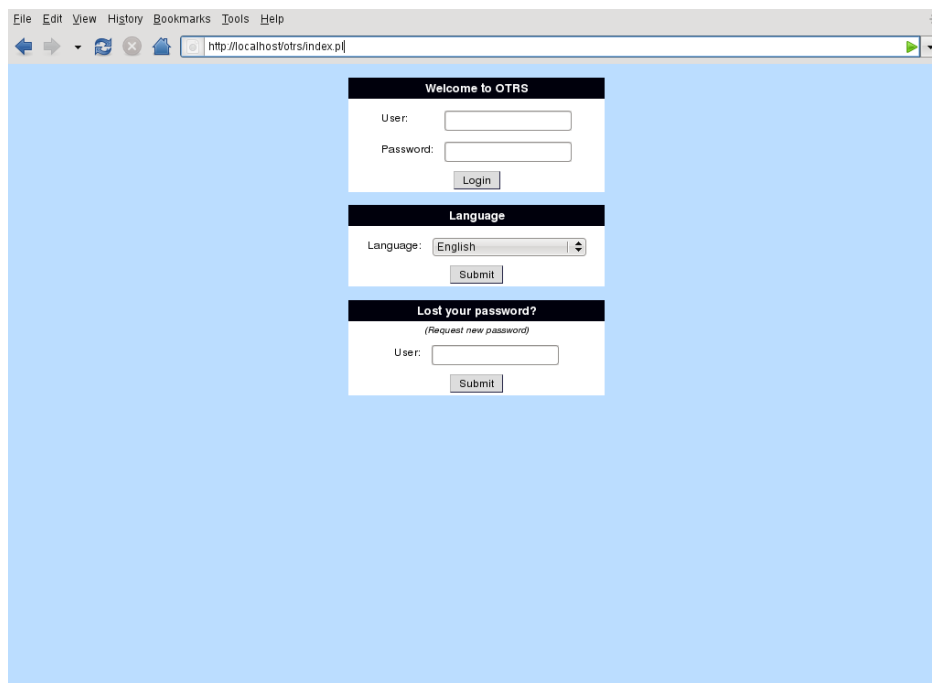 File Edit View History Bookmarks Tools Help
http://localhost/otrs/index.pl
Welcome to OTRS
User:
Password:
Login
Language
Language: English
Submit
Lost your password?
(Request new password)
User:
Submit